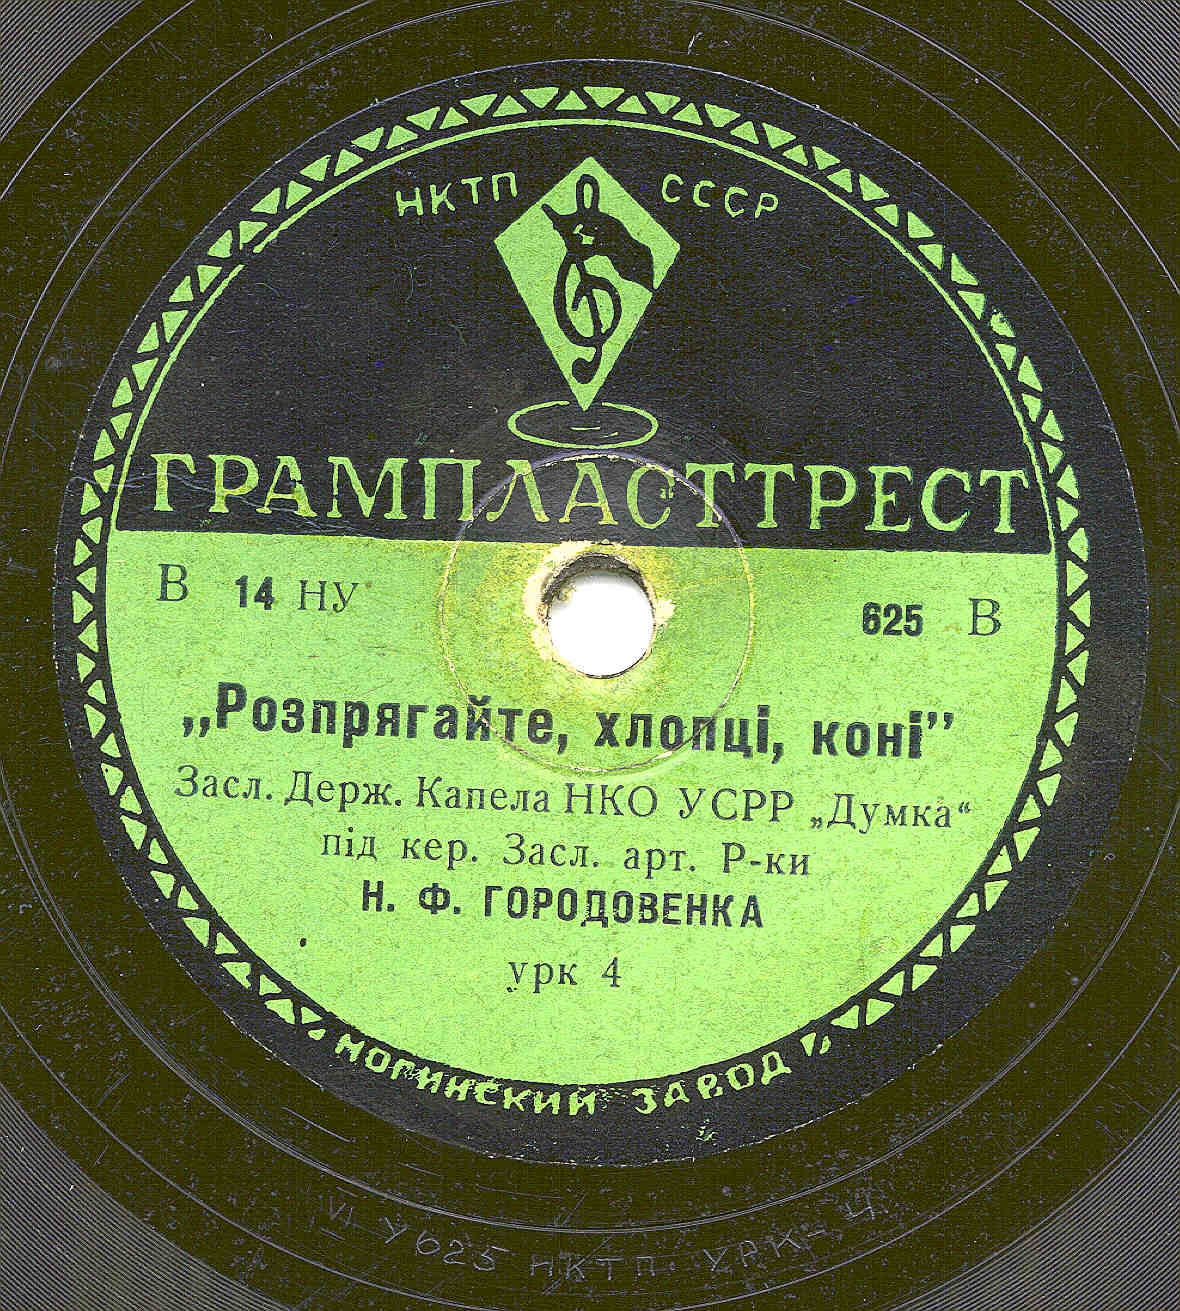 НКТП СССР
ГРАМПЛАСТТРЕСТ
В 14 НУ 625 В
„Розпрягайте, хлопці, коні”
Засл. Держ. Капела НКО УСРР „Думка“
під кер. Засл. арт. Р-ки
Н. Ф. ГОРОДОВЕНКА
урк 4
НОГИНСКИЙ ЗАВОД
VI У625 НКТП УРК-4